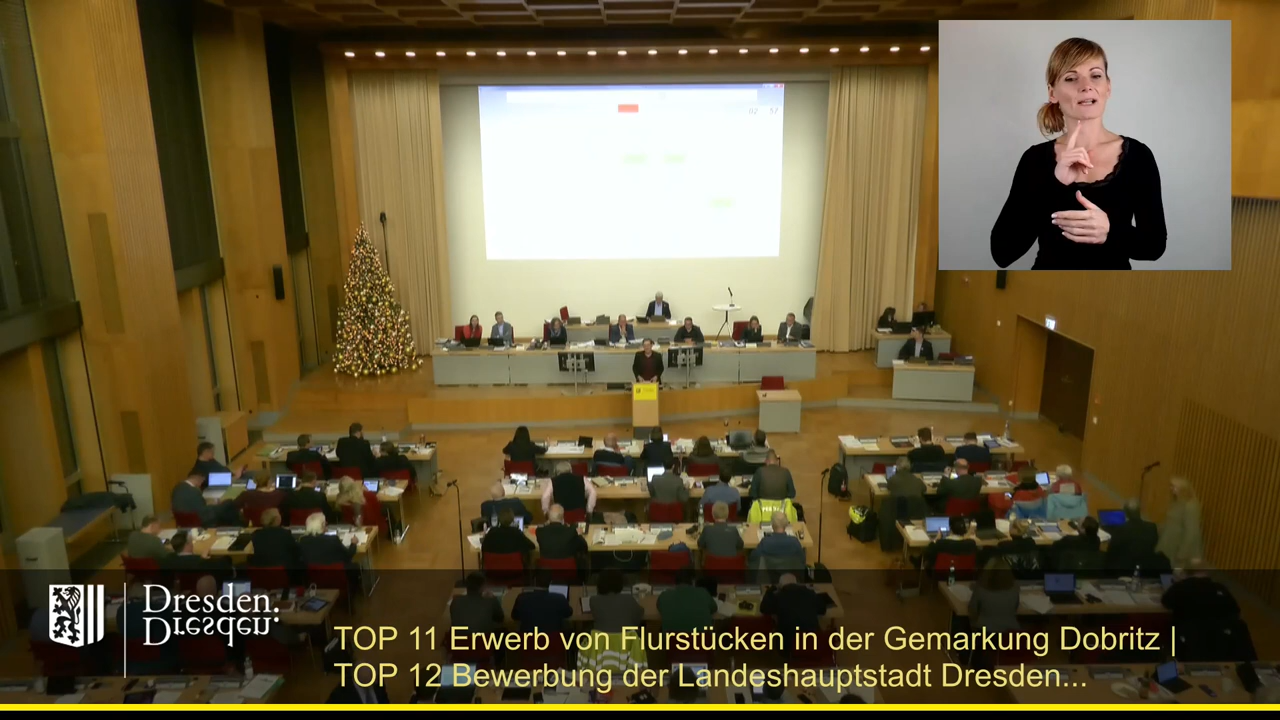 Dresden.
Dresden.
TOP 11 Erwerb von Flurstücken in der Gemarkung Dobritz |
TOP 12 Bewerbung der Landeshauptstadt Dresden...